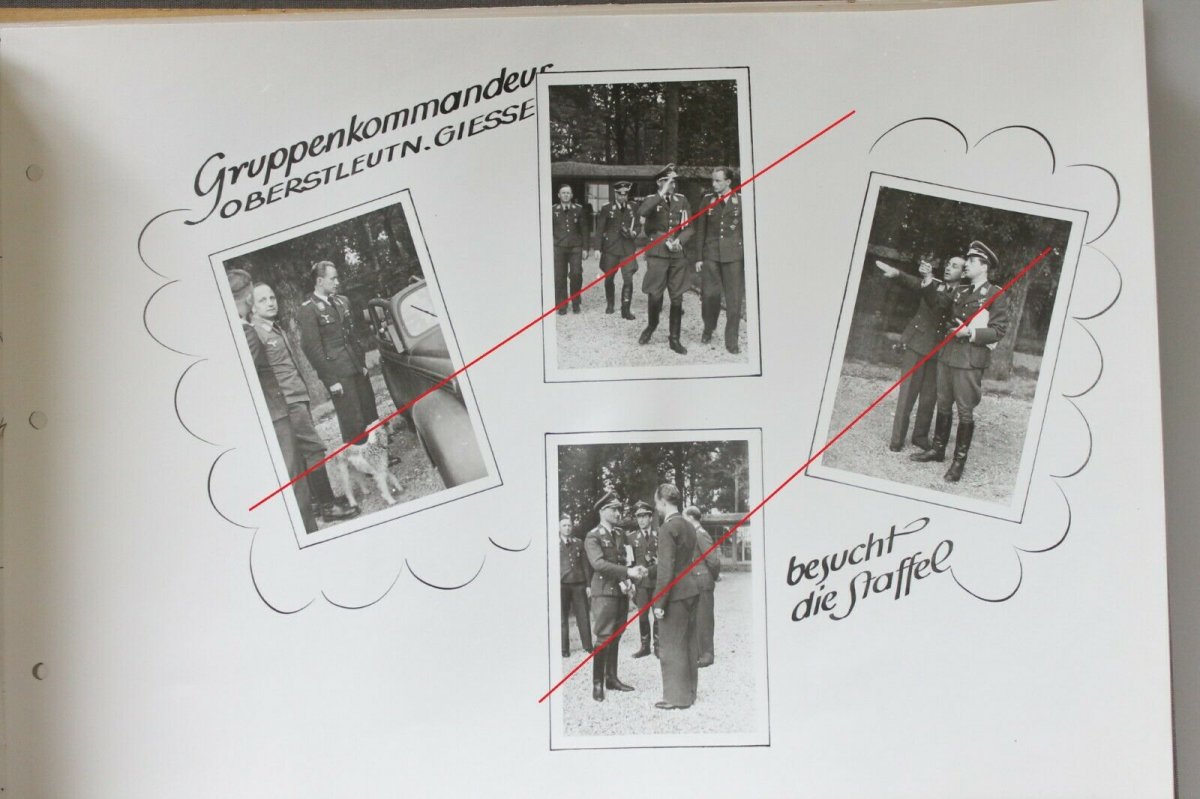 Gruppenkommandeur
OBERSTLEUTN. GIESSE
besucht
die Staffel